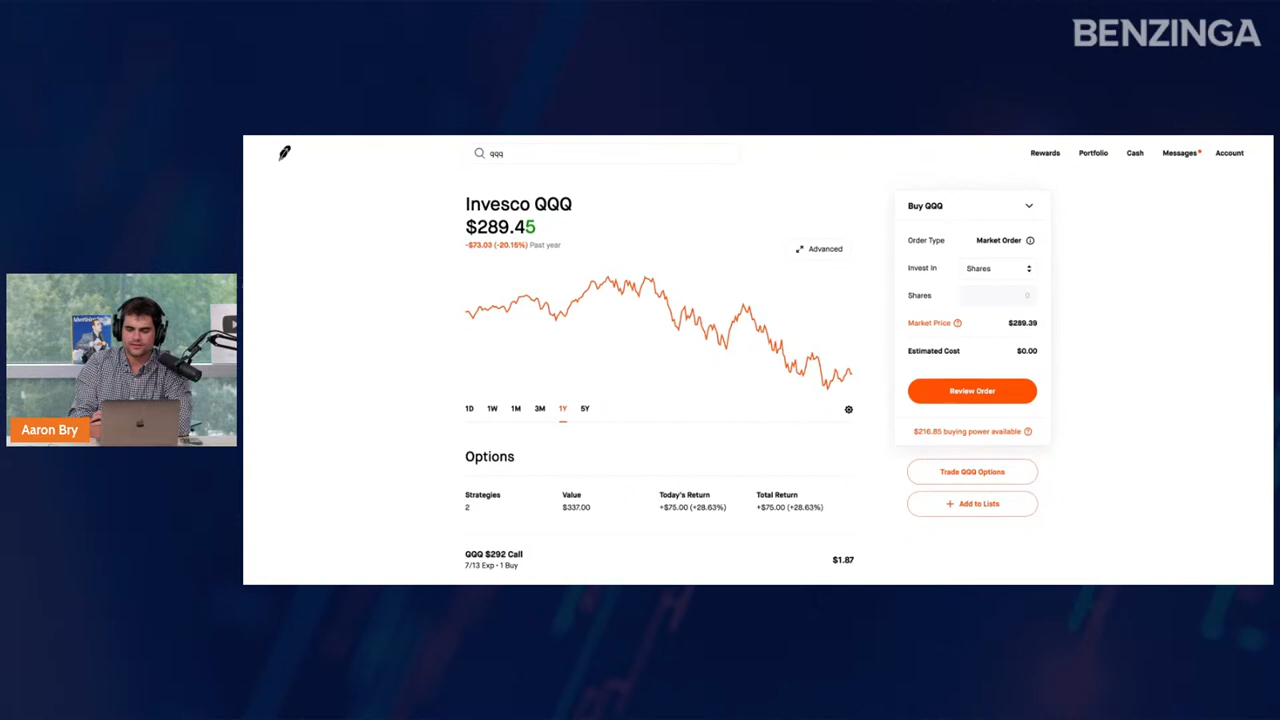 BENZINGA
qqq
Rewards
Portfolio
Cash
Messages
Account
Invesco QQQ
$289.45
-$73.03 (-20.15%) Past year
Advanced
1D
1W
1M
3M
1Y
5Y
Options
Strategies
Value
Today's Return
Total Return
2
$337.00
+$75.00 (+28.63%)
+$75.00 (+28.63%)
QQQ $292 Call
$1.87
7/13 Exp • 1 Buy
Buy QQQ
Order Type
Market Order
Invest In
Shares
Shares
0
Market Price
$289.39
Estimated Cost
$0.00
Review Order
$216.85 buying power available
Trade QQQ Options
+ Add to Lists
Aaron Bry